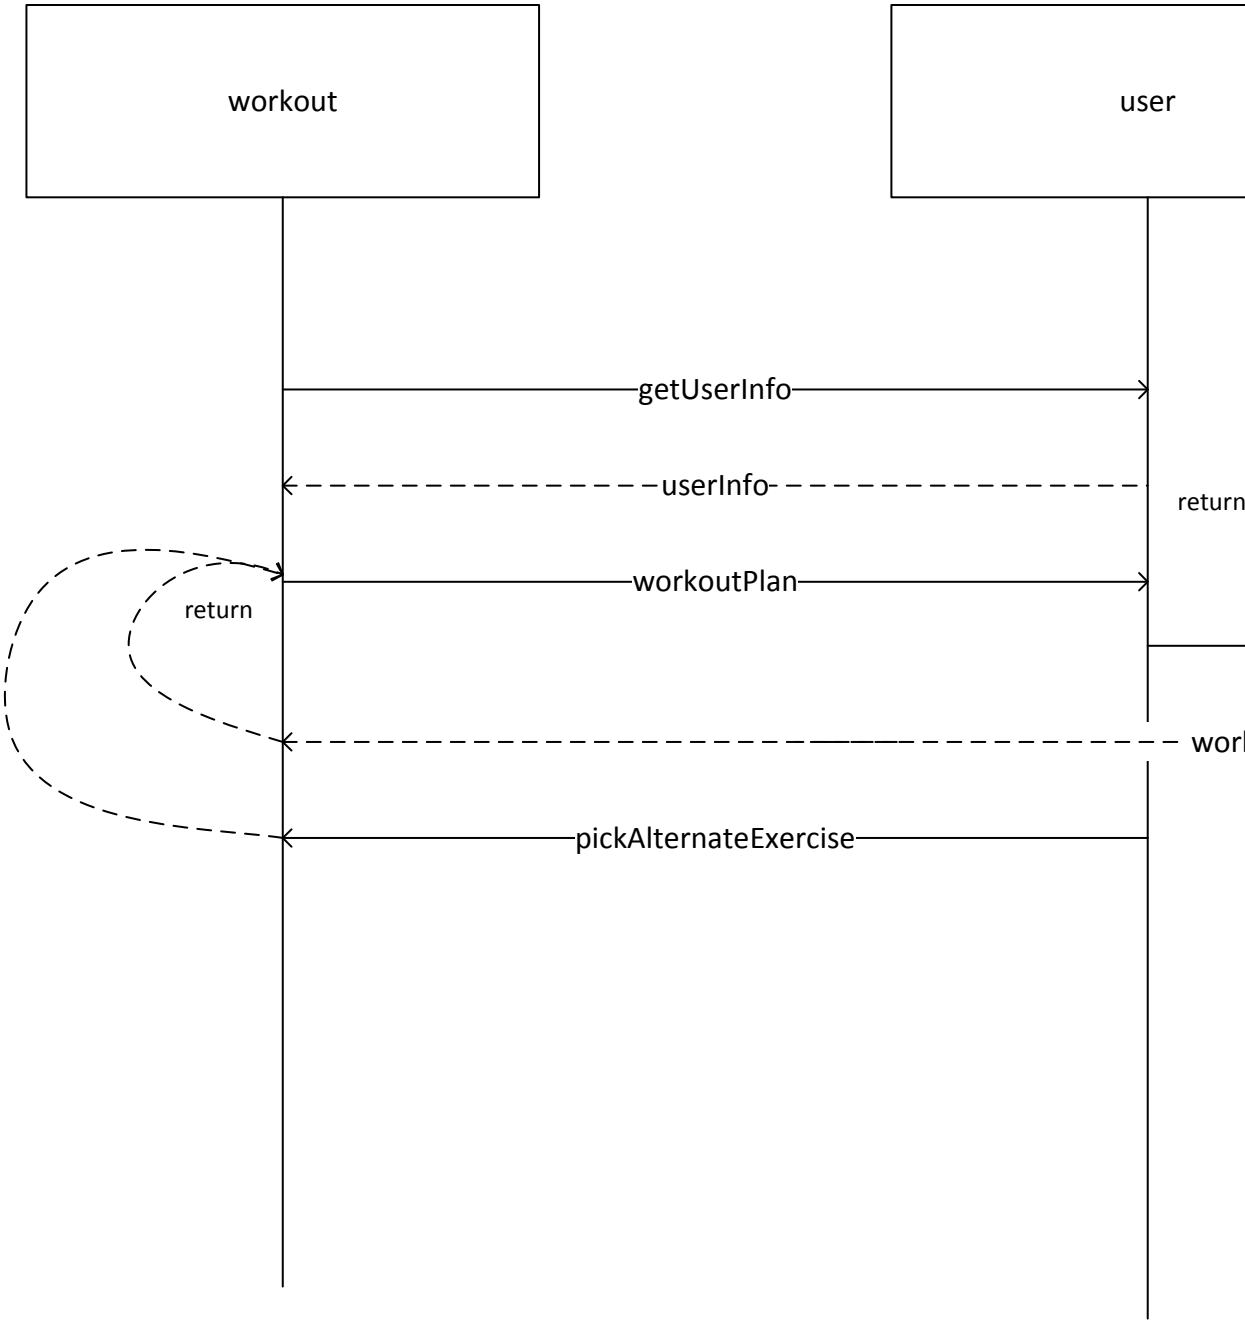 workout
user
getUserInfo
userInfo
return
workoutPlan
return
pickAlternateExercise